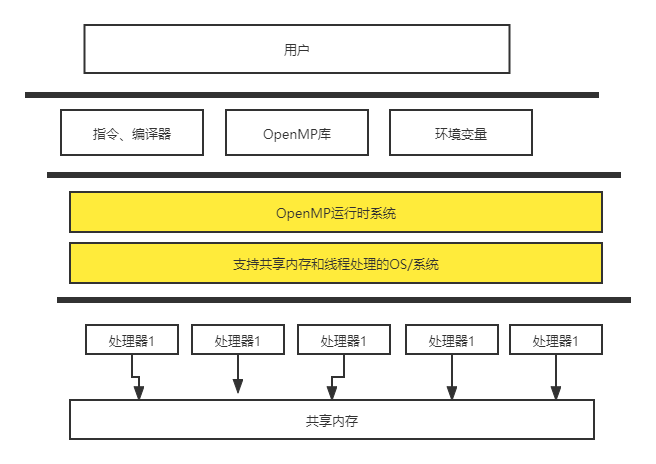 用户
指令、编译器
OpenMP库
环境变量
OpenMP运行时系统
支持共享内存和线程处理的OS/系统
处理器1
处理器1
处理器1
处理器1
处理器1
共享内存